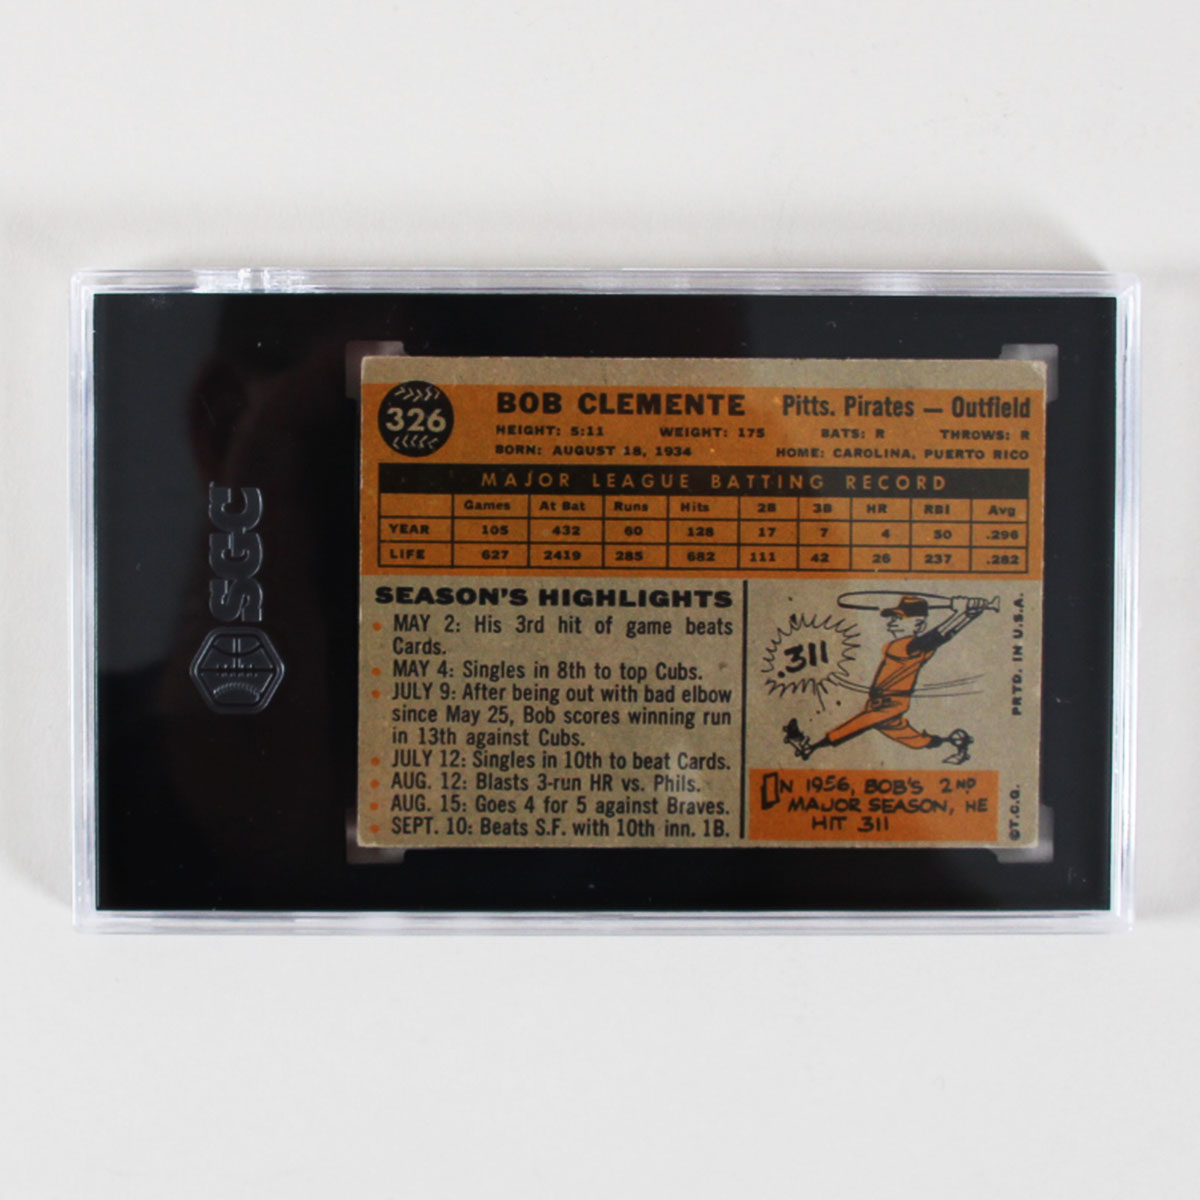 SGC
326
BOB CLEMENTE Pitts. Pirates — Outfield
HEIGHT: 5:11 WEIGHT: 175 BATS: R THROWS: R
BORN: AUGUST 18, 1934 HOME: CAROLINA, PUERTO RICO
MAJOR LEAGUE BATTING RECORD
Games At Bat Runs Hits 2B 3B HR RBI Avg
YEAR 105 432 60 128 17 7 4 50 .296
LIFE 627 2419 285 682 111 42 26 237 .282
SEASON'S HIGHLIGHTS
• MAY 2: His 3rd hit of game beats
Cards.
• MAY 4: Singles in 8th to top Cubs.
• JULY 9: After being out with bad elbow
since May 25, Bob scores winning run
in 13th against Cubs.
• JULY 12: Singles in 10th to beat Cards.
• AUG. 12: Blasts 3-run HR vs. Phils.
• AUG. 15: Goes 4 for 5 against Braves.
• SEPT. 10: Beats S.F. with 10th inn. 1B.
.311
IN 1956, BOB'S 2ND
MAJOR SEASON, HE
HIT 311
©T.C.G. PRTD. IN U.S.A.